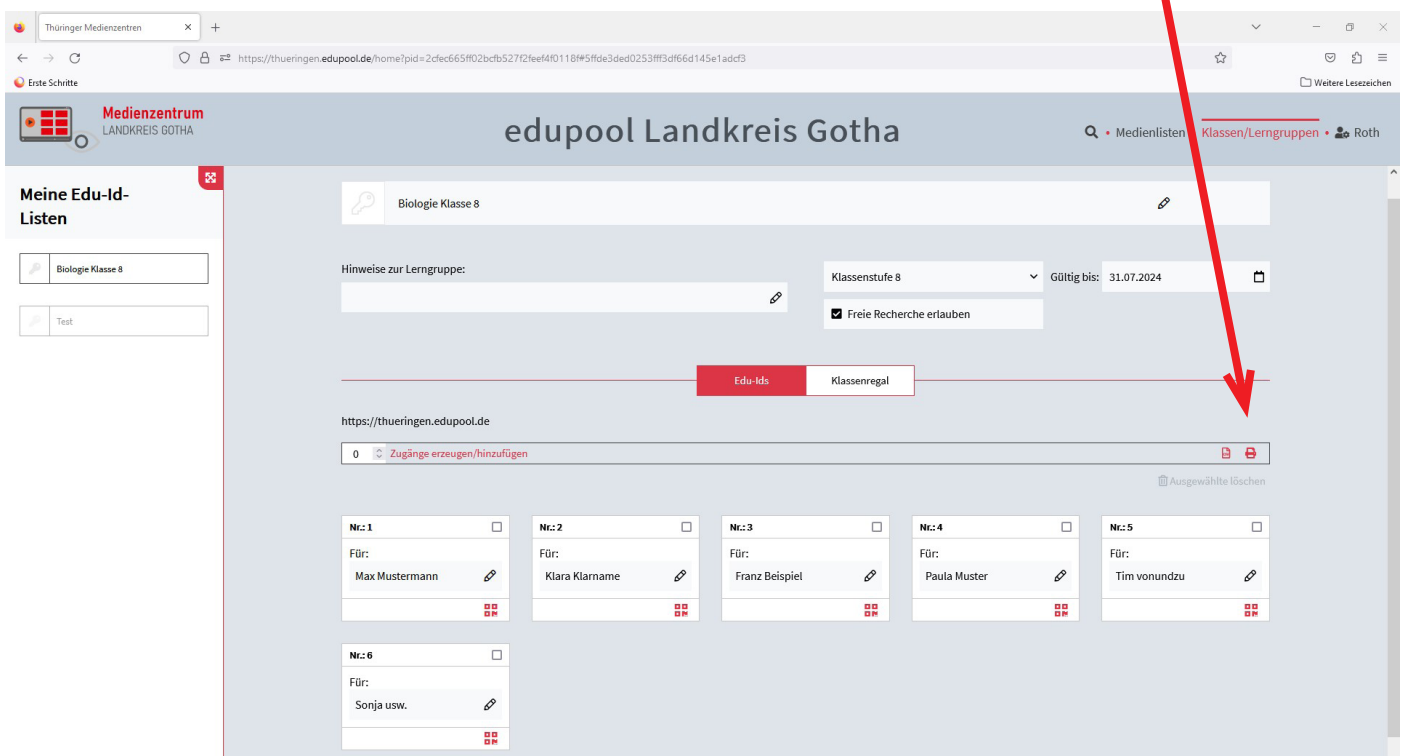 Thüringer Medienzentren
https://thueringen.edupool.de/home?pid=2cfec665ff02bcfb527f2feef4f0118f#5ffde3ded0253fff3df66d145e1adcf3
Erste Schritte
Weitere Lesezeichen
Medienzentrum
LANDKREIS GOTHA
edupool Landkreis Gotha
• Medienlisten Klassen/Lerngruppen • Roth
Meine Edu-Id-
Listen
Biologie Klasse 8
Test
Biologie Klasse 8
Hinweise zur Lerngruppe:
Klassenstufe 8
Gültig bis: 31.07.2024
Freie Recherche erlauben
Edu-Ids
Klassenregal
https://thueringen.edupool.de
0 Zugänge erzeugen/hinzufügen
Ausgewählte löschen
Nr.: 1
Für:
Max Mustermann
Nr.: 2
Für:
Klara Klarname
Nr.: 3
Für:
Franz Beispiel
Nr.: 4
Für:
Paula Muster
Nr.: 5
Für:
Tim vonundzu
Nr.: 6
Für:
Sonja usw.